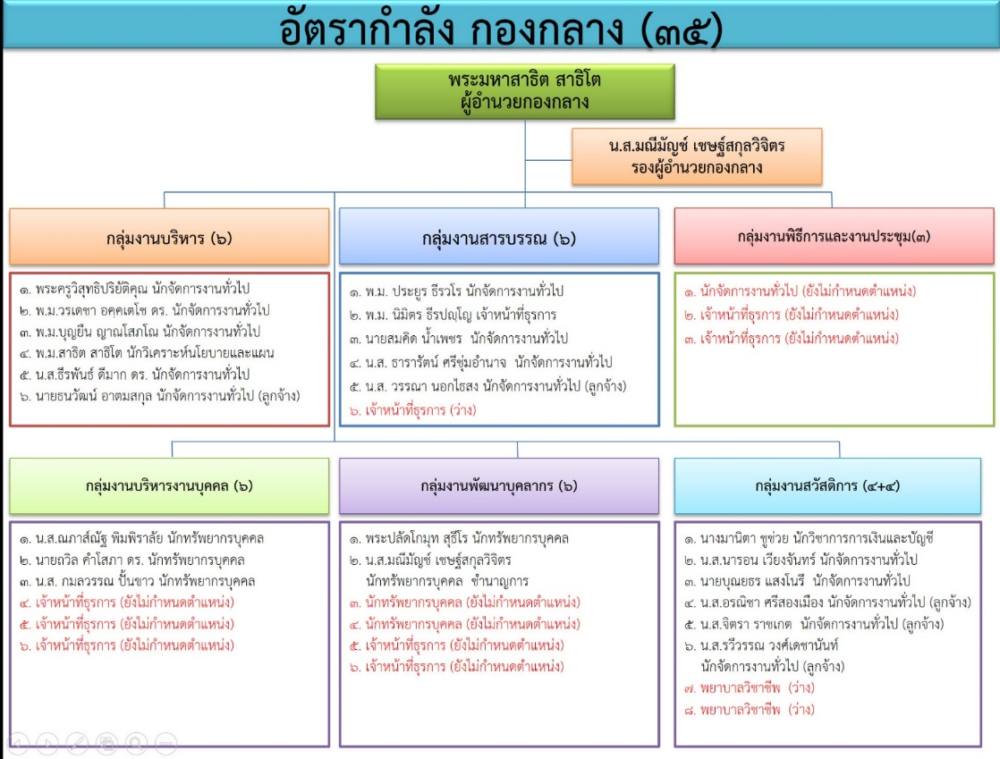 อัตรากำลัง กองกลาง (๓๕)
พระมหาสาธิต สาธิโต
ผู้อำนวยกองกลาง
น.ส.มณีมัญช์ เชษฐ์สกุลวิจิตร
รองผู้อำนวยกองกลาง
กลุ่มงานบริหาร (๖)
๑. พระครูวิสุทธิปริยัติคุณ นักจัดการงานทั่วไป
๒. พ.ม.วรเดชา อคฺคเตโช ดร. นักจัดการงานทั่วไป
๓. พ.ม.บุญยืน ญาณโสภโณ นักจัดการงานทั่วไป
๔. พ.ม.สาธิต สาธิโต นักวิเคราะห์นโยบายและแผน
๕. น.ส.ธีรพันธ์ ดีมาก ดร. นักจัดการงานทั่วไป
๖. นายธนวัฒน์ อาตมสกุล นักจัดการงานทั่วไป (ลูกจ้าง)
กลุ่มงานสารบรรณ (๖)
๑. พ.ม. ประยูร ธีรวโร นักจัดการงานทั่วไป
๒. พ.ม. นิมิตร ธีรปญฺโญ เจ้าหน้าที่ธุรการ
๓. นายสมคิด น้ำเพชร นักจัดการงานทั่วไป
๔. น.ส. ธารารัตน์ ศรีชุ่มอำนาจ นักจัดการงานทั่วไป
๕. น.ส. วรรณา นอกไธสง นักจัดการงานทั่วไป (ลูกจ้าง)
๖. เจ้าหน้าที่ธุรการ (ว่าง)
กลุ่มงานพิธีการและงานประชุม(๓)
๑. นักจัดการงานทั่วไป (ยังไม่กำหนดตำแหน่ง)
๒. เจ้าหน้าที่ธุรการ (ยังไม่กำหนดตำแหน่ง)
๓. เจ้าหน้าที่ธุรการ (ยังไม่กำหนดตำแหน่ง)
กลุ่มงานบริหารงานบุคคล (๖)
๑. น.ส.ณภาส์ณัฐ พิมพิราลัย นักทรัพยากรบุคคล
๒. นายถวิล คำโสภา ดร. นักทรัพยากรบุคคล
๓. น.ส. กมลวรรณ ปั้นขาว นักทรัพยากรบุคคล
๔. เจ้าหน้าที่ธุรการ (ยังไม่กำหนดตำแหน่ง)
๕. เจ้าหน้าที่ธุรการ (ยังไม่กำหนดตำแหน่ง)
๖. เจ้าหน้าที่ธุรการ (ยังไม่กำหนดตำแหน่ง)
กลุ่มงานพัฒนาบุคลากร (๖)
๑. พระปลัดโกมุท สุธีโร นักทรัพยากรบุคคล
๒. น.ส.มณีมัญช์ เชษฐ์สกุลวิจิตร
นักทรัพยากรบุคคล ชำนาญการ
๓. นักทรัพยากรบุคคล (ยังไม่กำหนดตำแหน่ง)
๔. นักทรัพยากรบุคคล (ยังไม่กำหนดตำแหน่ง)
๕. เจ้าหน้าที่ธุรการ (ยังไม่กำหนดตำแหน่ง)
๖. เจ้าหน้าที่ธุรการ (ยังไม่กำหนดตำแหน่ง)
กลุ่มงานสวัสดิการ (๔+๔)
๑. นางมานิตา ชูช่วย นักวิชาการการเงินและบัญชี
๒. น.ส.นารอน เวียงจันทร์ นักจัดการงานทั่วไป
๓. นายบุณยธร แสงโนรี นักจัดการงานทั่วไป
๔. น.ส.อรณิชา ศรีสองเมือง นักจัดการงานทั่วไป (ลูกจ้าง)
๕. น.ส.จิตรา ราชเกต นักจัดการงานทั่วไป (ลูกจ้าง)
๖. น.ส.รวีวรรณ วงศ์เดชานันท์
นักจัดการงานทั่วไป (ลูกจ้าง)
๗. พยาบาลวิชาชีพ (ว่าง)
๘. พยาบาลวิชาชีพ (ว่าง)